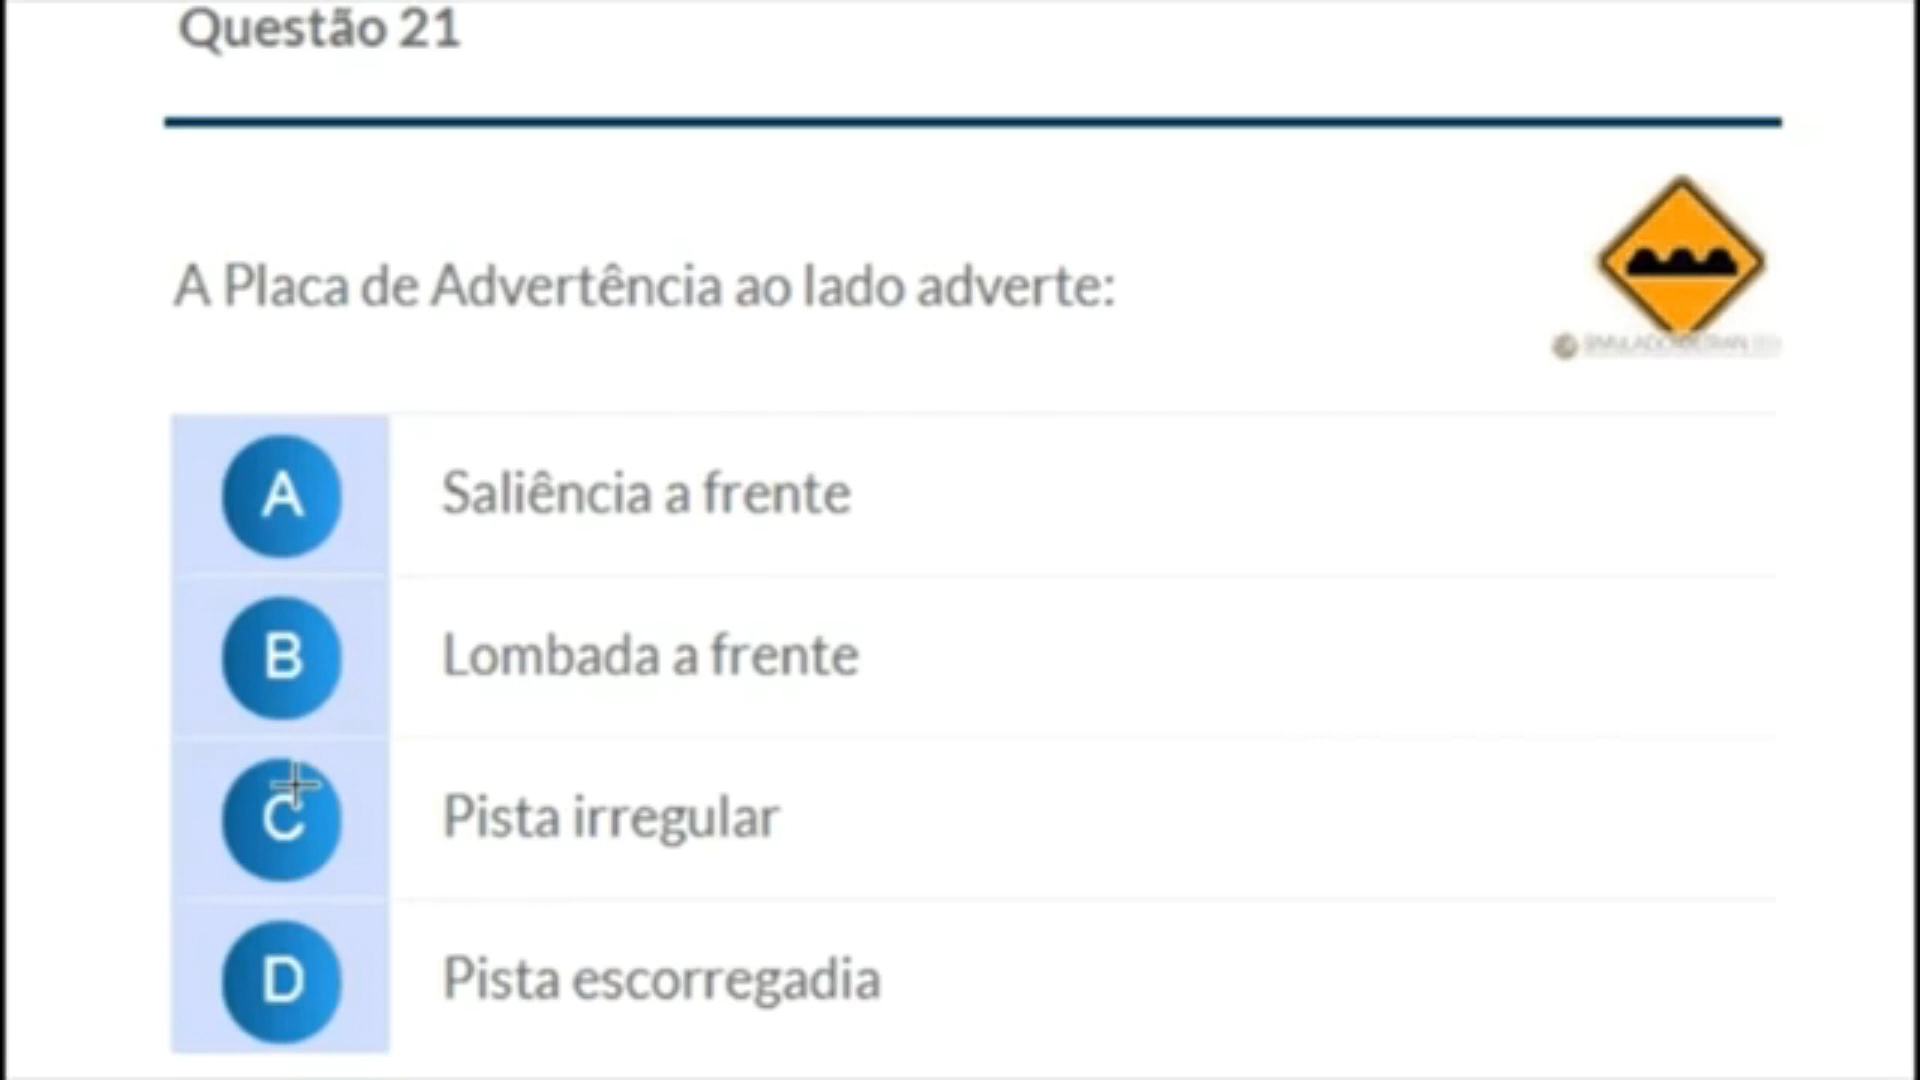 Questão 21
A Placa de Advertência ao lado adverte:
A Saliência a frente
B Lombada a frente
C Pista irregular
D Pista escorregadia